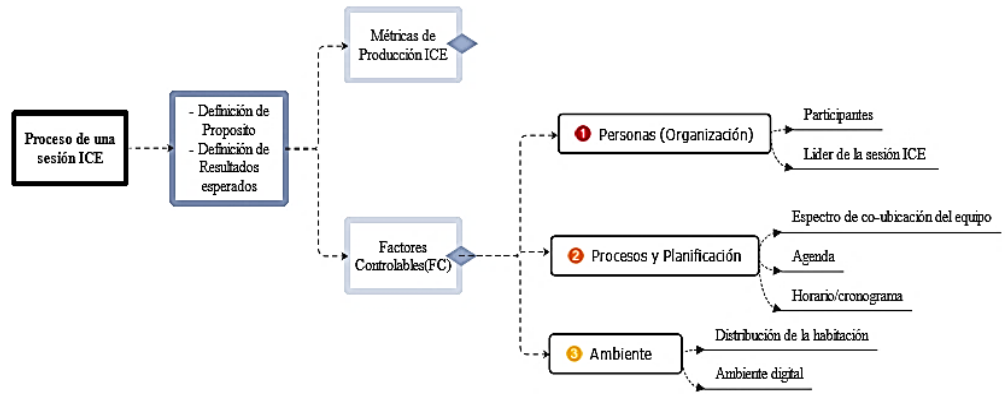 Proceso de una
sesión ICE
- Definición de
Proposito
- Definición de
Resultados
esperados
Métricas de
Producción ICE
Factores
Controlables(FC)
1 Personas (Organización)
Participantes
Lider de la sesión ICE
2 Procesos y Planificación
Espectro de co-ubicación del equipo
Agenda
Horario/cronograma
3 Ambiente
Distribución de la habitación
Ambiente digital